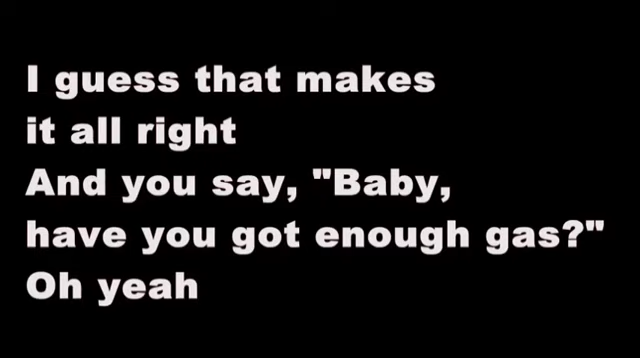 I guess that makes
it all right
And you say, "Baby,
have you got enough gas?"
Oh yeah